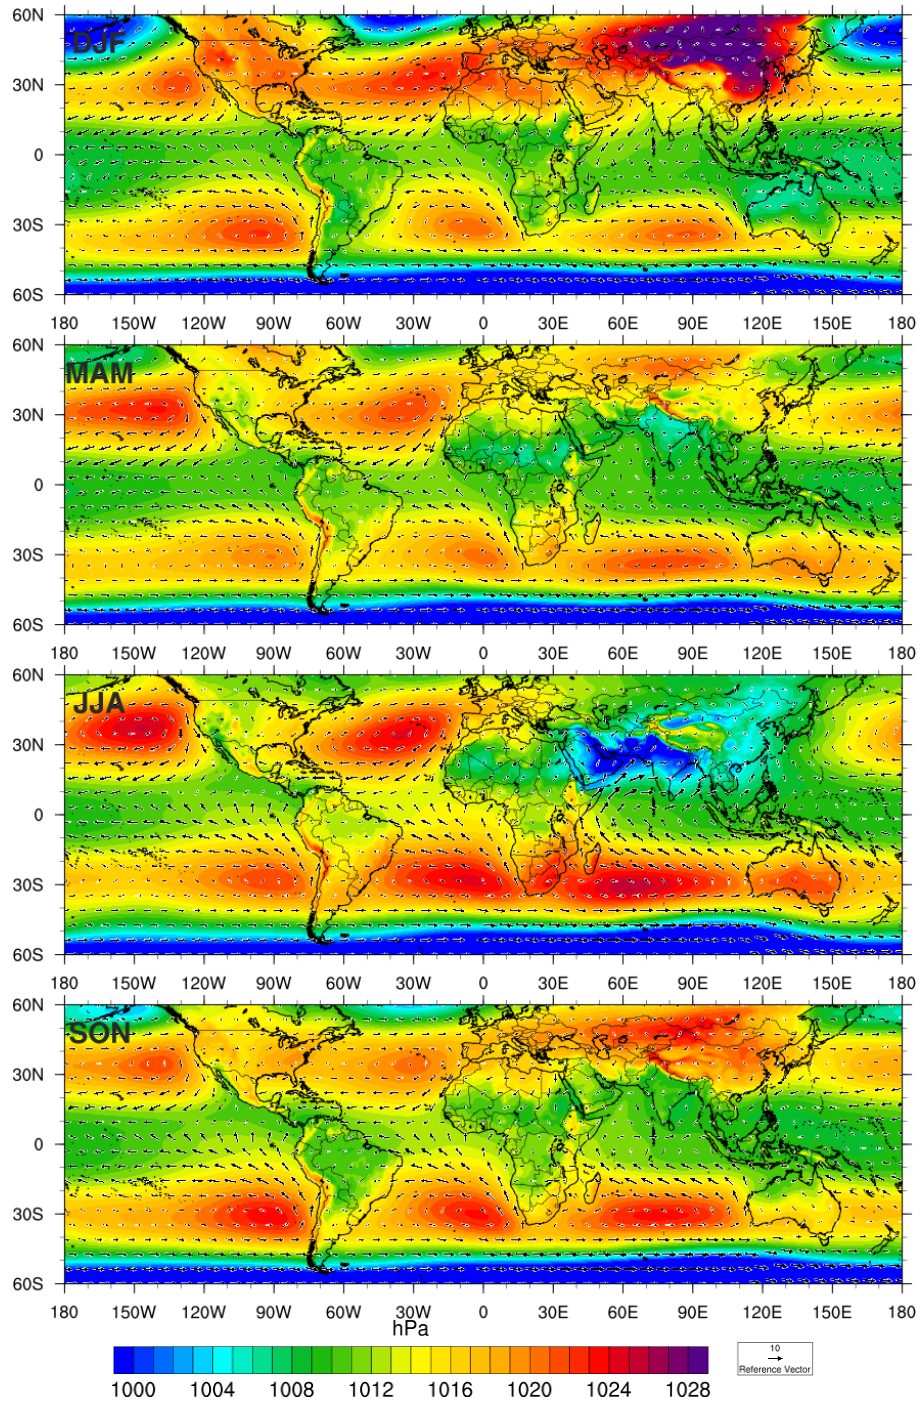 60N
DJF
30N
0
30S
60S
180 150W 120W 90W 60W 30W 0 30E 60E 90E 120E 150E 180
60N
MAM
30N
0
30S
60S
180 150W 120W 90W 60W 30W 0 30E 60E 90E 120E 150E 180
60N
JJA
30N
0
30S
60S
180 150W 120W 90W 60W 30W 0 30E 60E 90E 120E 150E 180
60N
SON
30N
0
30S
60S
180 150W 120W 90W 60W 30W 0 30E 60E 90E 120E 150E 180
hPa
1000 1004 1008 1012 1016 1020 1024 1028
10
Reference Vector